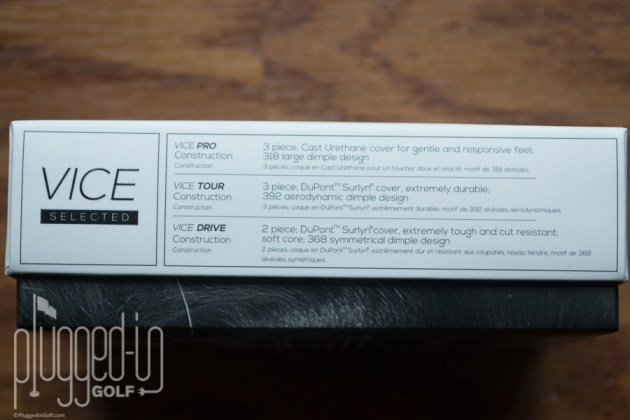 VICE
SELECTED
VICE PRO
Construction
Construction
3 piece; Cast Urethane cover for gentle and responsive feel;
318 large dimple design
3 pièces; coque en Cast Urethane pour un toucher doux et réactif; motif de 318 alvéoles.
VICE TOUR
Construction
Construction
3 piece; DuPont™ Surlyn® cover, extremely durable;
392 aerodynamic dimple design
3 pièces; coque en DuPont™ Surlyn®, extrêmement durable; motif de 392 alvéoles aérodynamiques.
VICE DRIVE
Construction
Construction
2 piece; DuPont™ Surlyn® cover, extremely tough and cut resistant;
soft core; 368 symmetrical dimple design
2 pièces; coque en DuPont™ Surlyn®, extrêmement dur et résistant aux coupures, noyau tendre, motif de 368
alvéoles symétriques.
plugged-in
GOLF
©PluggedInGolf.com